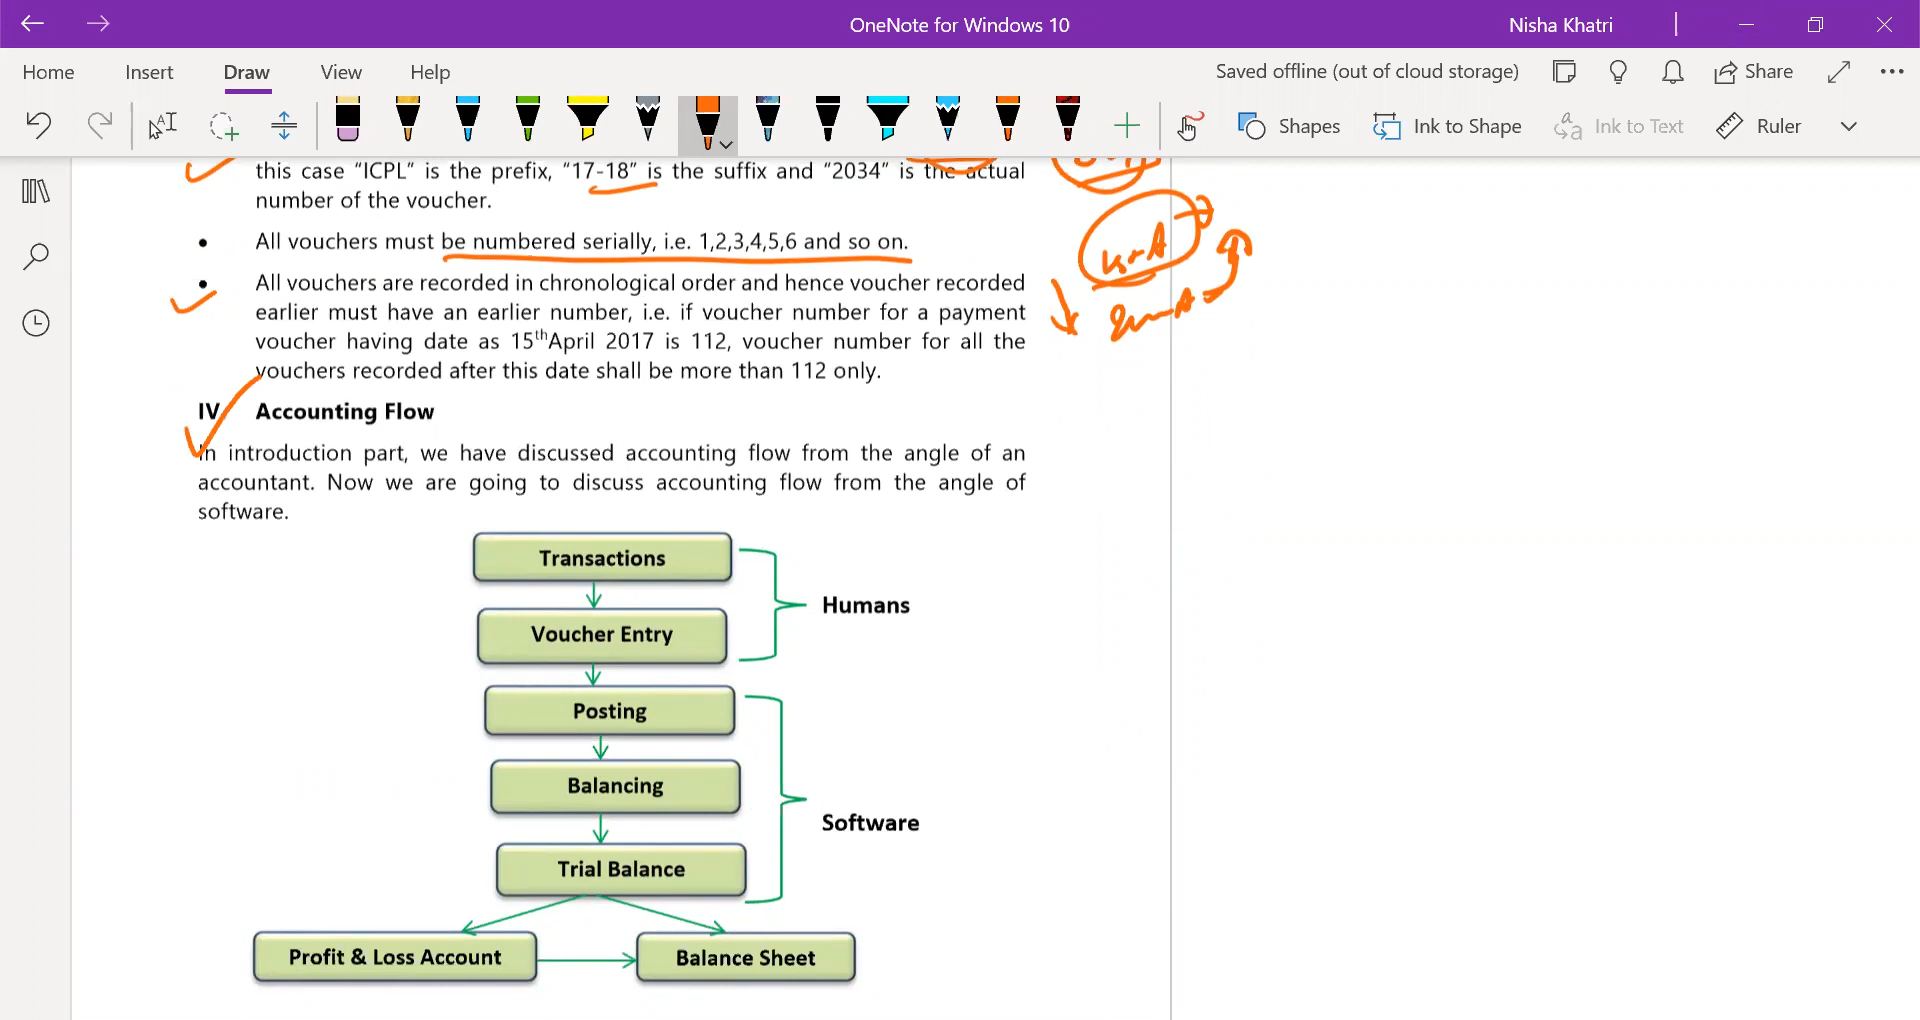 OneNote for Windows 10
Nisha Khatri
Home Insert Draw View Help
Saved offline (out of cloud storage)
Share
Shapes
Ink to Shape
Ink to Text
Ruler
this case “ICPL” is the prefix, “17-18” is the suffix and “2034” is the actual
number of the voucher.
• All vouchers must be numbered serially, i.e. 1,2,3,4,5,6 and so on.
• All vouchers are recorded in chronological order and hence voucher recorded
earlier must have an earlier number, i.e. if voucher number for a payment
voucher having date as 15thApril 2017 is 112, voucher number for all the
vouchers recorded after this date shall be more than 112 only.
IV Accounting Flow
In introduction part, we have discussed accounting flow from the angle of an
accountant. Now we are going to discuss accounting flow from the angle of
software.
Transactions
Humans
Voucher Entry
Posting
Balancing
Software
Trial Balance
Profit & Loss Account
Balance Sheet